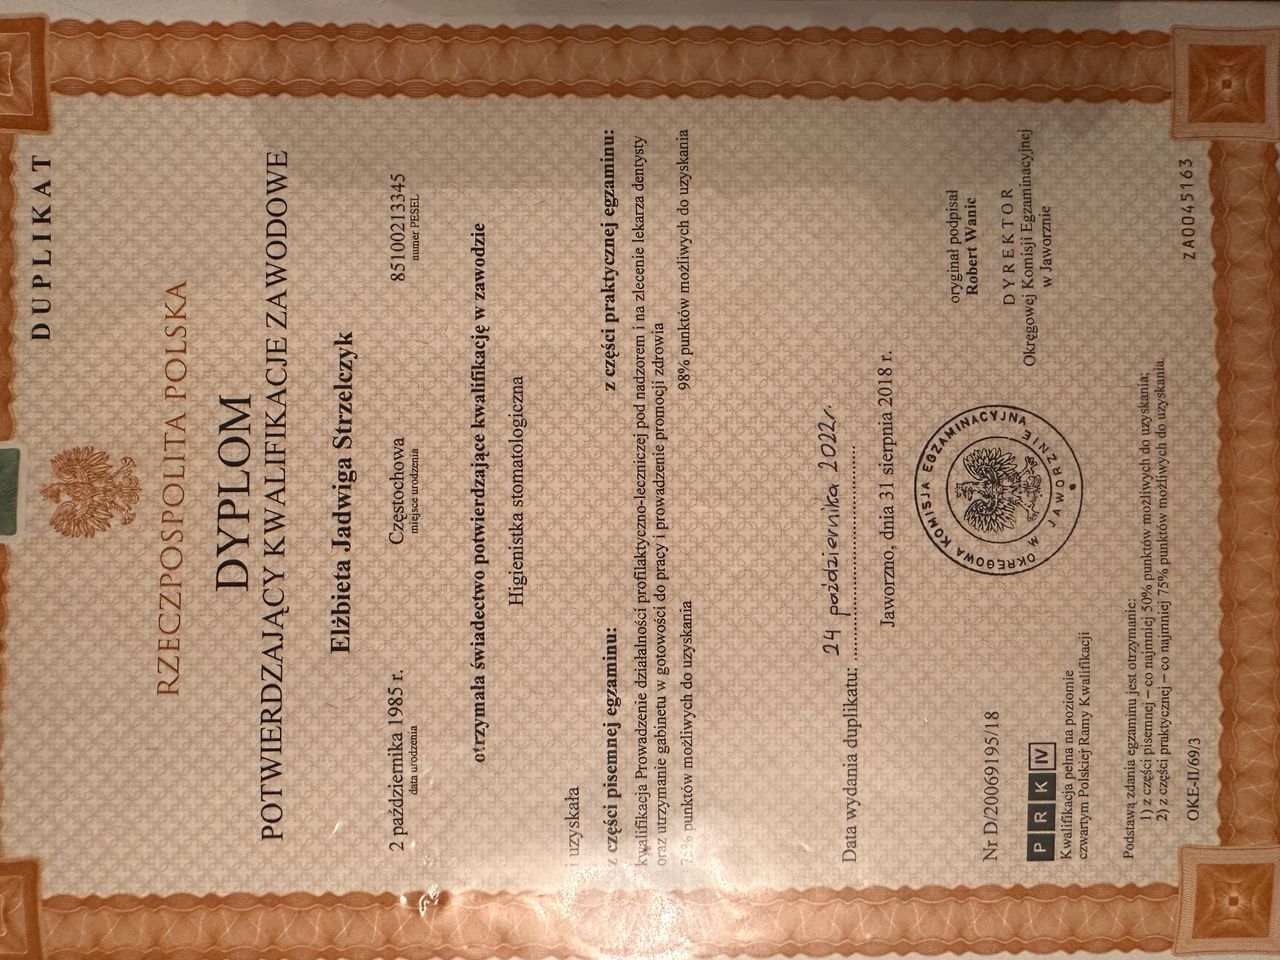 DUPLIKAT
RZECZPOSPOLITA POLSKA
DYPLOM
POTWIERDZAJĄCY KWALIFIKACJE ZAWODOWE
Elżbieta Jadwiga Strzelczyk
2 października 1985 r. Częstochowa 85100213345
data urodzenia miejsce urodzenia numer PESEL
otrzymała świadectwo potwierdzające kwalifikację w zawodzie
Higienistka stomatologiczna
i uzyskała
z części pisemnej egzaminu: z części praktycznej egzaminu:
kwalifikacja Prowadzenie działalności profilaktyczno-leczniczej pod nadzorem i na zlecenie lekarza dentysty
oraz utrzymanie gabinetu w gotowości do pracy i prowadzenie promocji zdrowia
punktów możliwych do uzyskania 98% punktów możliwych do uzyskania
Data wydania duplikatu: 24 października 2022r.
Jaworzno, dnia 31 sierpnia 2018 r.
Nr D/20069195/18
OKRĘGOWA KOMISJA EGZAMINACYJNA
W JAWORZNIE
oryginał podpisał
Robert Wanic
DYREKTOR
Okręgowej Komisji Egzaminacyjnej
w Jaworznie
P R K IV
Kwalifikacja pełna na poziomie
czwartym Polskiej Ramy Kwalifikacji
Podstawą zdania egzaminu jest otrzymanie:
1) z części pisemnej – co najmniej 50% punktów możliwych do uzyskania;
2) z części praktycznej – co najmniej 75% punktów możliwych do uzyskania.
OKE-II/69/3 ZA0045163